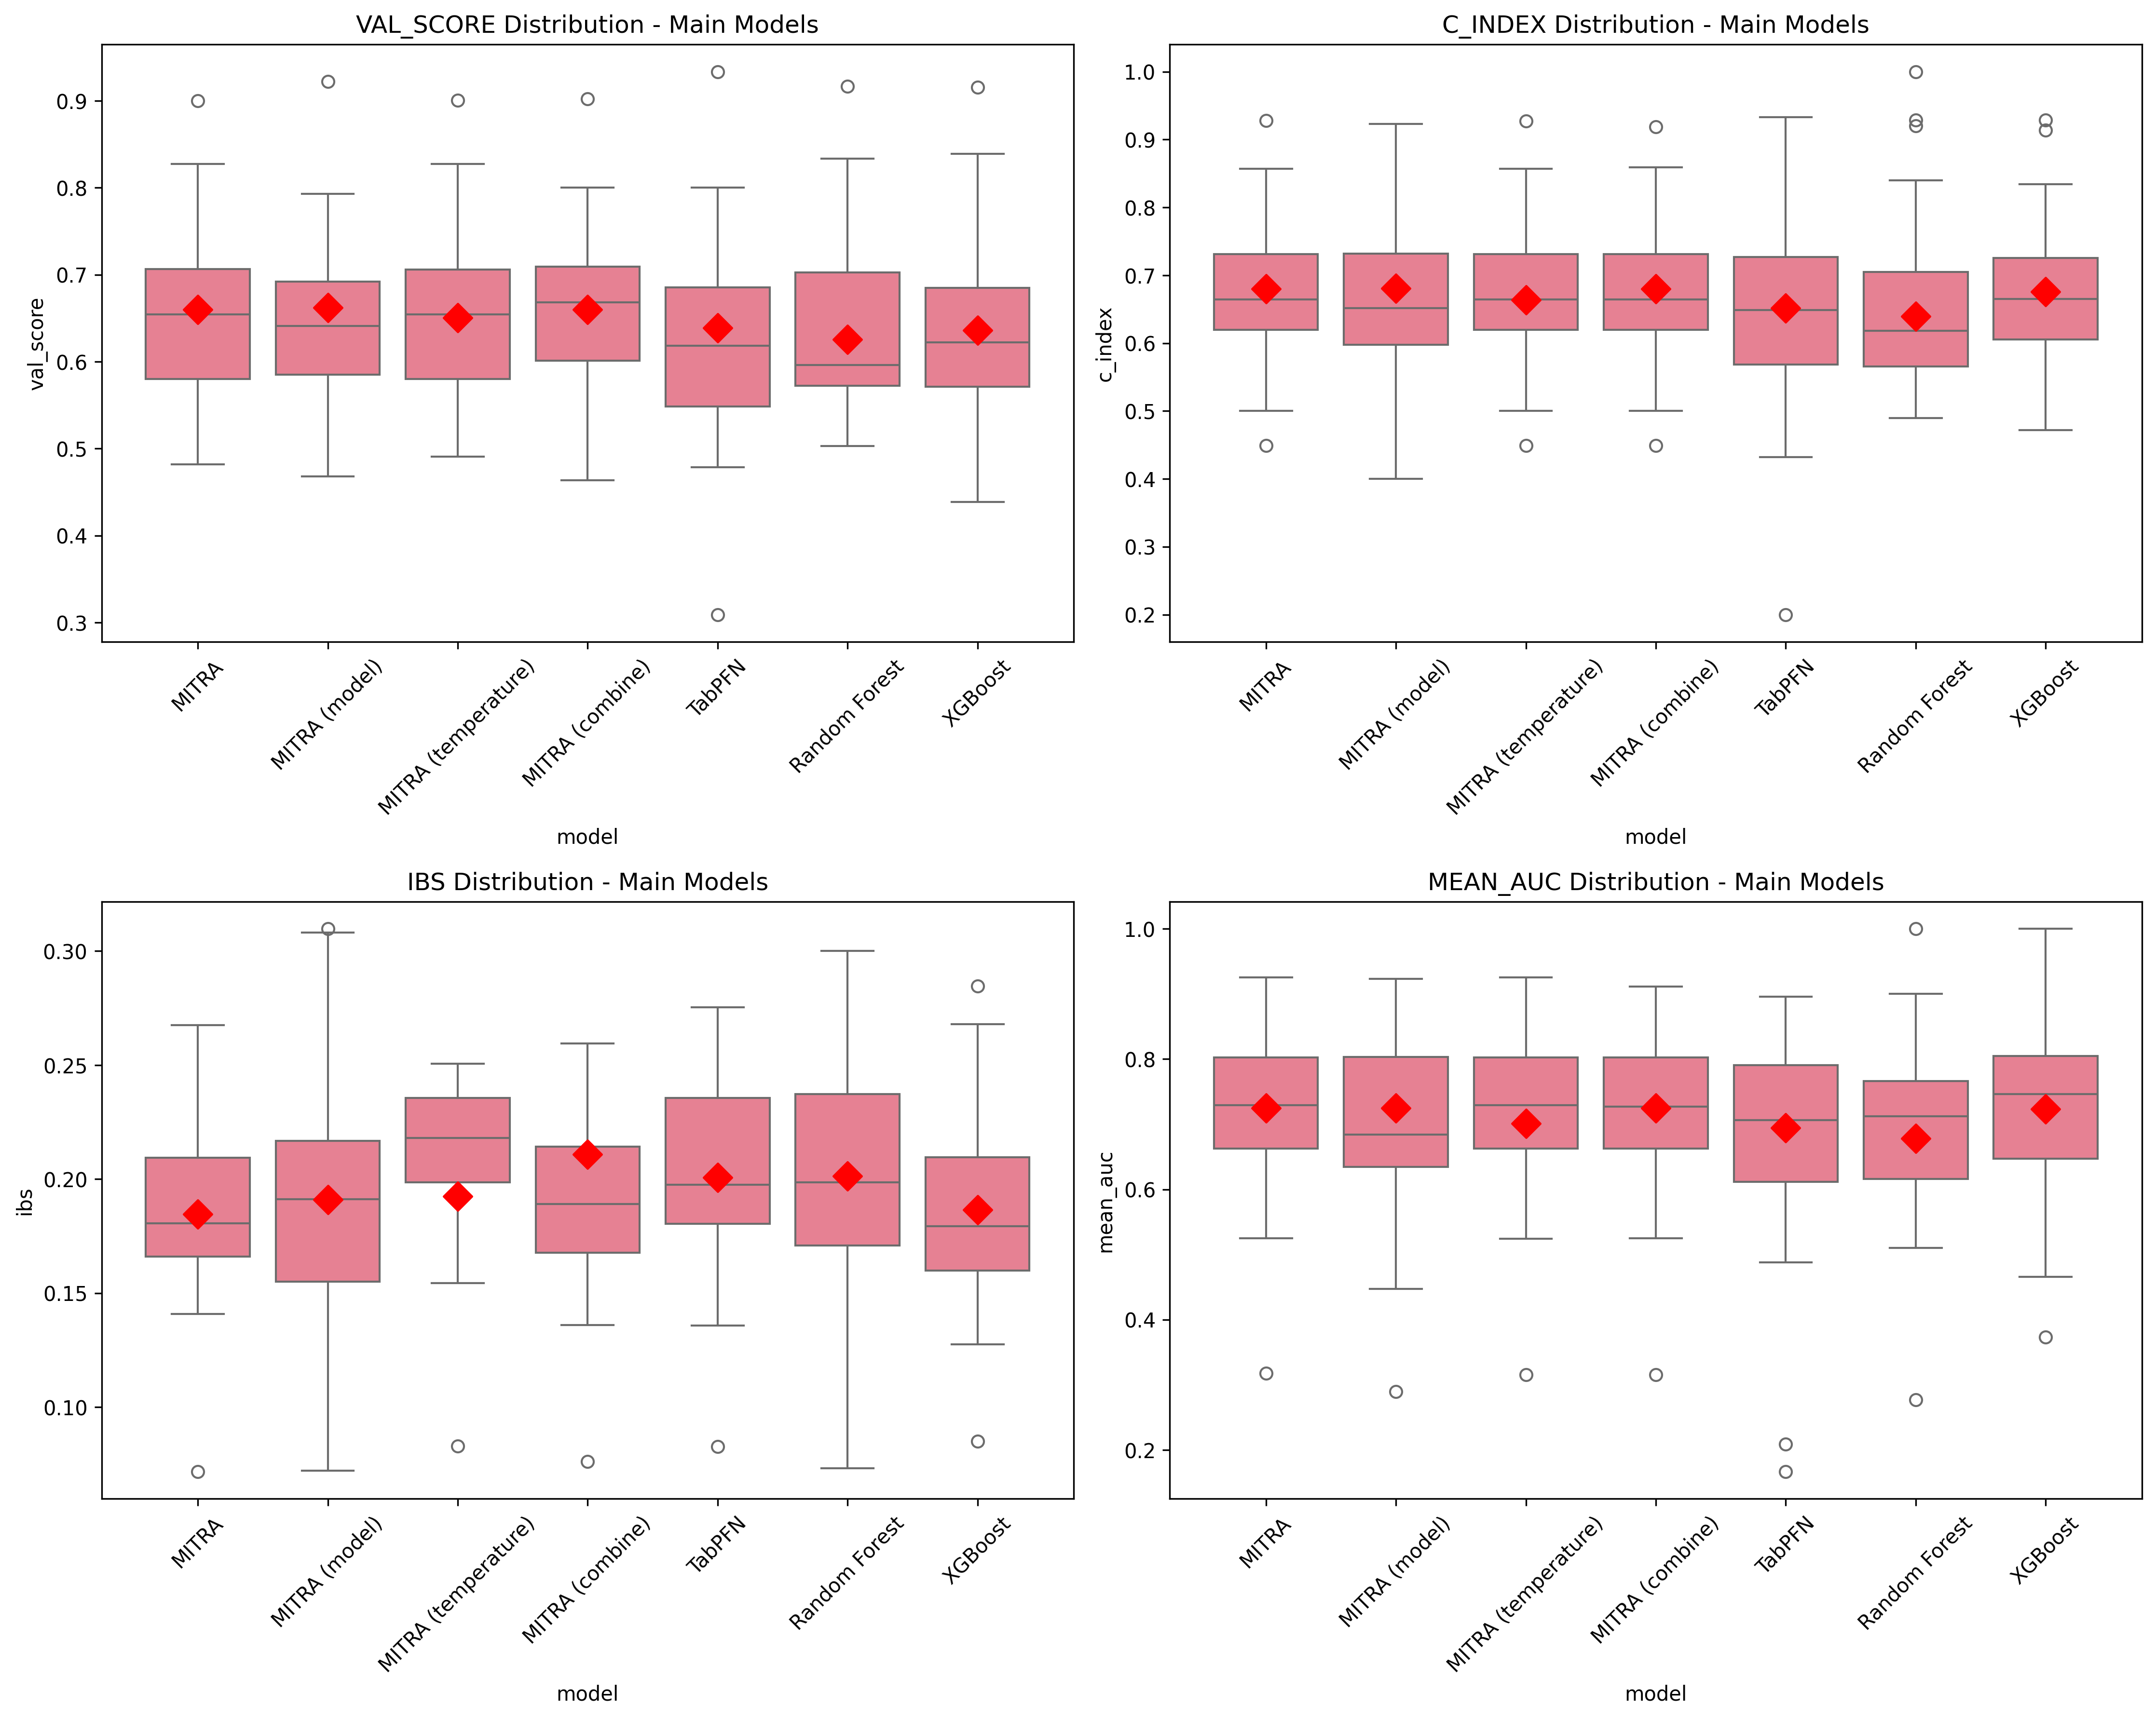 VAL_SCORE Distribution - Main Models
val_score
0.9
0.8
0.7
0.6
0.5
0.4
0.3
MITRA
MITRA (model)
MITRA (temperature)
MITRA (combine)
TabPFN
Random Forest
XGBoost
model
C_INDEX Distribution - Main Models
c_index
1.0
0.9
0.8
0.7
0.6
0.5
0.4
0.3
0.2
MITRA
MITRA (model)
MITRA (temperature)
MITRA (combine)
TabPFN
Random Forest
XGBoost
model
IBS Distribution - Main Models
ibs
0.30
0.25
0.20
0.15
0.10
MITRA
MITRA (model)
MITRA (temperature)
MITRA (combine)
TabPFN
Random Forest
XGBoost
model
MEAN_AUC Distribution - Main Models
mean_auc
1.0
0.8
0.6
0.4
0.2
MITRA
MITRA (model)
MITRA (temperature)
MITRA (combine)
TabPFN
Random Forest
XGBoost
model